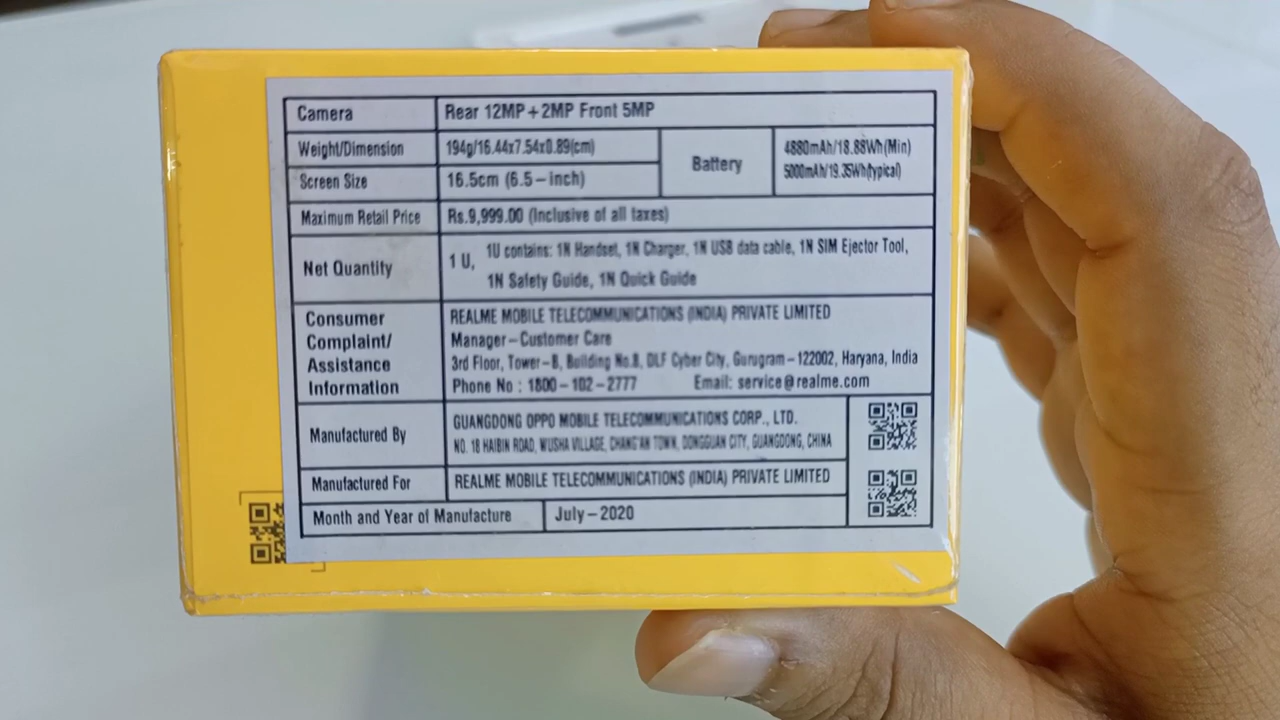 Camera Rear 12MP+2MP Front 5MP
Weight/Dimension 194g/16.44x7.54x0.89(cm)
Screen Size 16.5cm (6.5-inch)
Battery 4880mAh/18.88Wh(Min)
5000mAh/19.35Wh(typical)
Maximum Retail Price Rs.9,999.00 (Inclusive of all taxes)
Net Quantity 1 U, 1U contains: 1N Handset, 1N Charger, 1N USB data cable, 1N SIM Ejector Tool,
1N Safety Guide, 1N Quick Guide
Consumer Complaint/ Assistance Information
REALME MOBILE TELECOMMUNICATIONS (INDIA) PRIVATE LIMITED
Manager-Customer Care
3rd Floor, Tower-B, Building No.8, DLF Cyber City, Gurugram-122002, Haryana, India
Phone No : 1800-102-2777 Email: service@realme.com
Manufactured By GUANGDONG OPPO MOBILE TELECOMMUNICATIONS CORP., LTD.
NO. 18 HAIBIN ROAD, WUSHA VILLAGE, CHANG'AN TOWN, DONGGUAN CITY, GUANGDONG, CHINA
Manufactured For REALME MOBILE TELECOMMUNICATIONS (INDIA) PRIVATE LIMITED
Month and Year of Manufacture July-2020